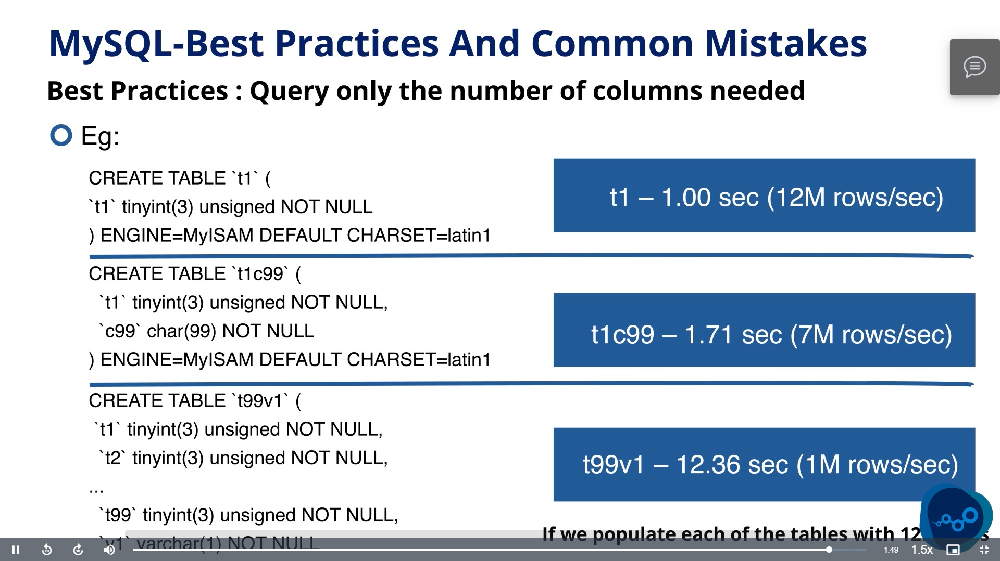 MySQL-Best Practices And Common Mistakes
Best Practices : Query only the number of columns needed
Eg:
CREATE TABLE `t1` (
`t1` tinyint(3) unsigned NOT NULL
) ENGINE=MyISAM DEFAULT CHARSET=latin1
t1 – 1.00 sec (12M rows/sec)
CREATE TABLE `t1c99` (
`t1` tinyint(3) unsigned NOT NULL,
`c99` char(99) NOT NULL
) ENGINE=MyISAM DEFAULT CHARSET=latin1
t1c99 – 1.71 sec (7M rows/sec)
CREATE TABLE `t99v1` (
`t1` tinyint(3) unsigned NOT NULL,
`t2` tinyint(3) unsigned NOT NULL,
...
`t99` tinyint(3) unsigned NOT NULL,
`v1` varchar(1) NOT NULL
t99v1 – 12.36 sec (1M rows/sec)
If we populate each of the tables with
10
10
-1:49
1.5x